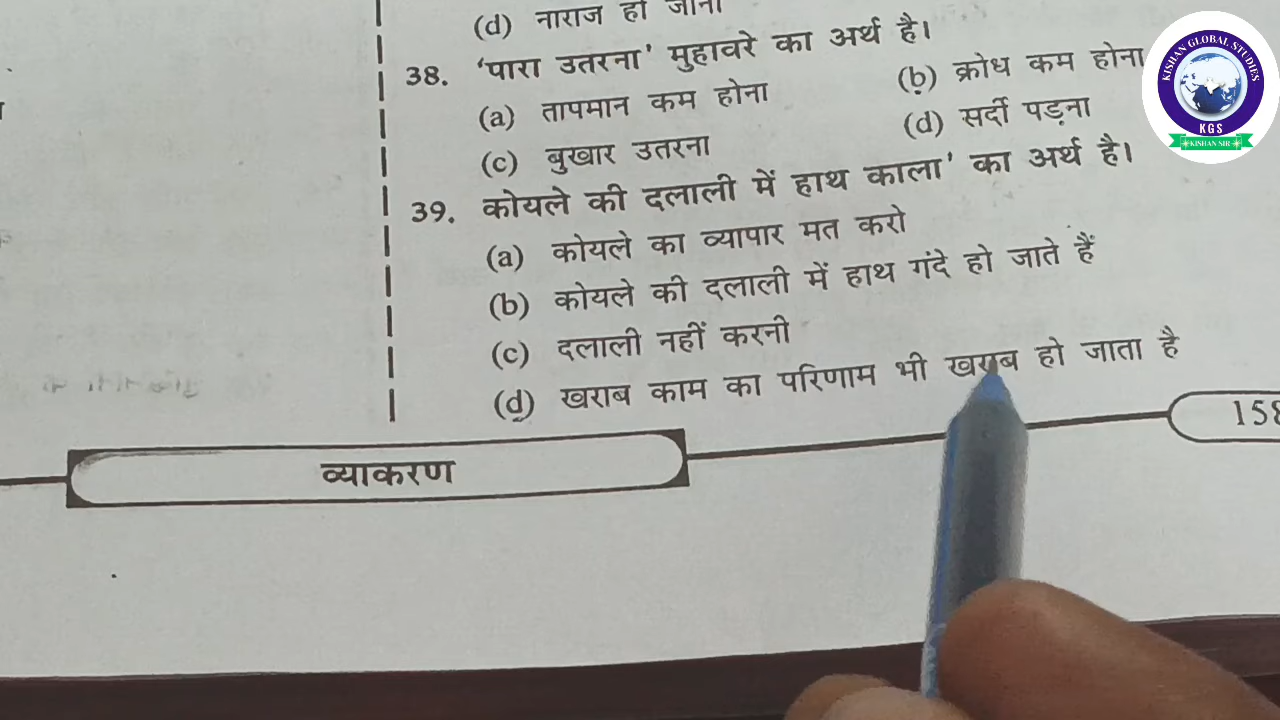 (d) नाराज हो जाना
38. 'पारा उतरना' मुहावरे का अर्थ है।
(a) तापमान कम होना (b) क्रोध कम होना
(c) बुखार उतरना (d) सर्दी पड़ना
39. कोयले की दलाली में हाथ काला' का अर्थ है।
(a) कोयले का व्यापार मत करो
(b) कोयले की दलाली में हाथ गंदे हो जाते हैं
(c) दलाली नहीं करनी
(d) खराब काम का परिणाम भी खराब हो जाता है
158
व्याकरण
KISHAN GLOBAL STUDIES
KGS
KISHAN SIR